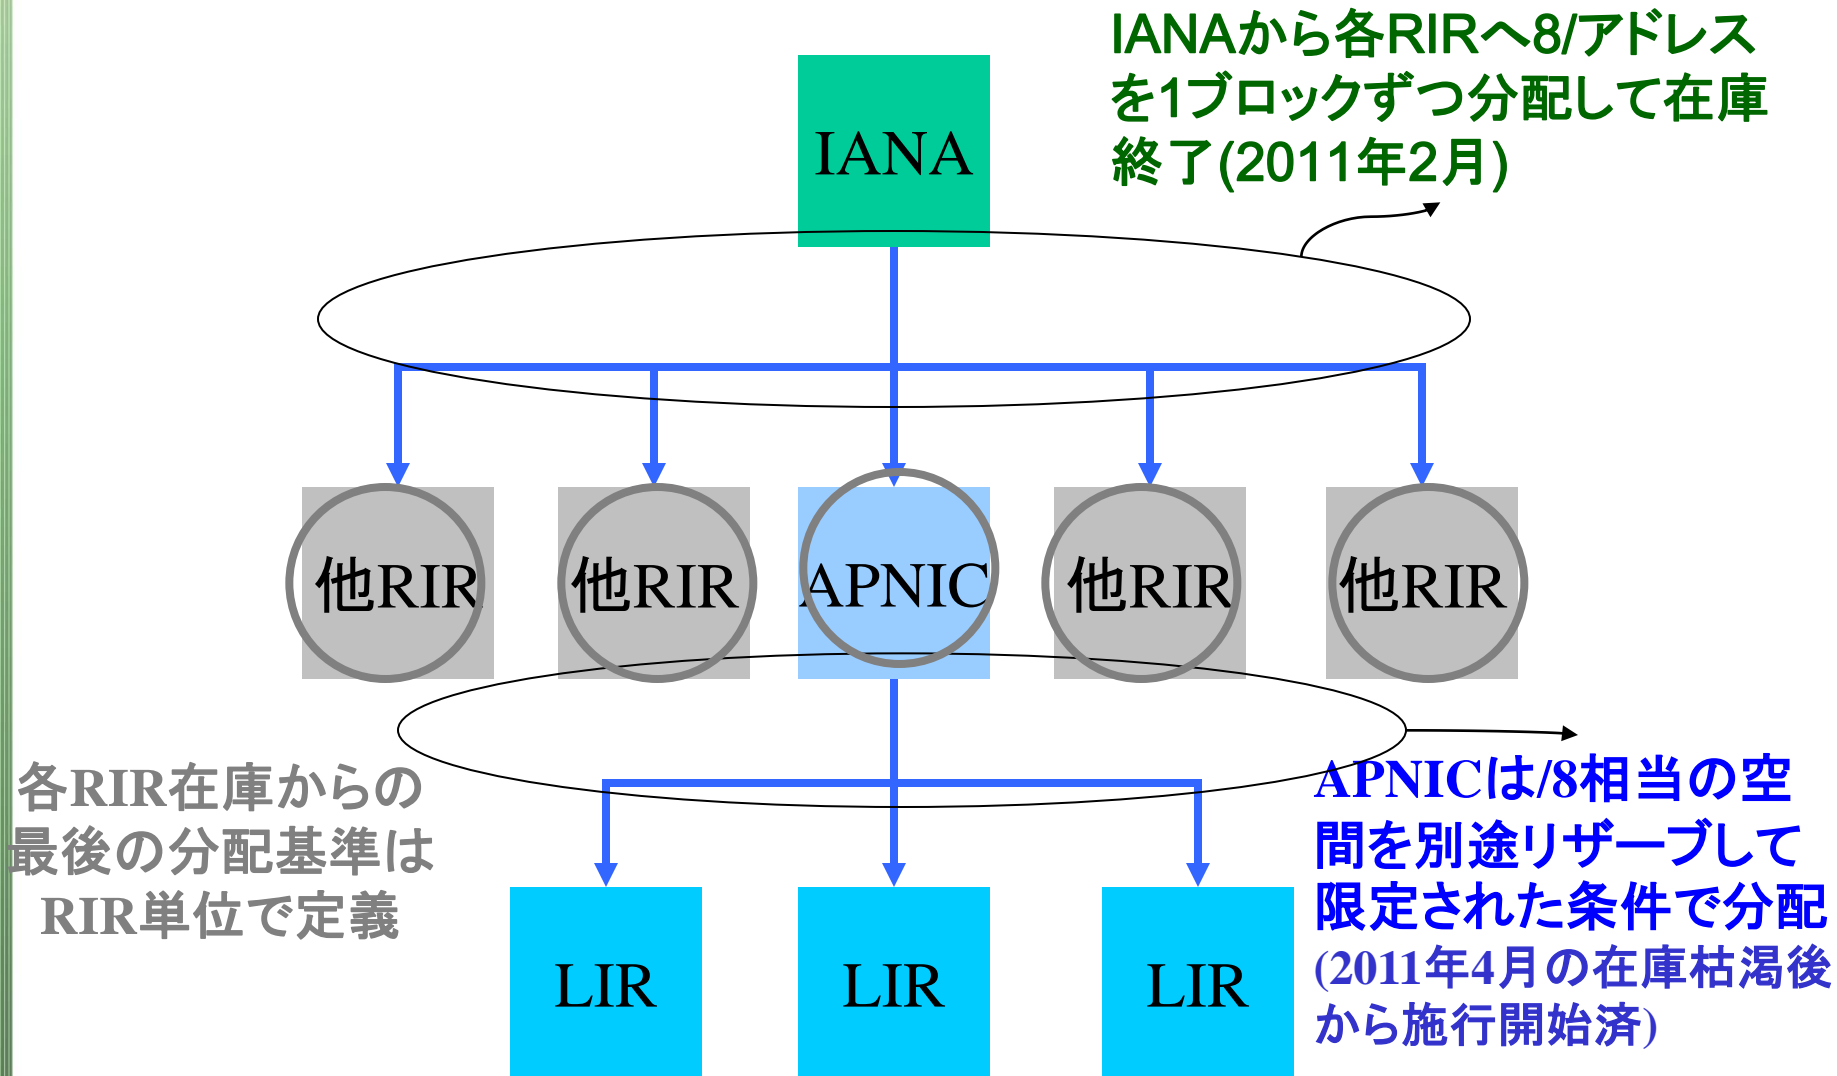 IANAから各RIRへ8/アドレス
を1ブロックずつ分配して在庫
終了(2011年2月)
IANA
他RIR
他RIR
APNIC
他RIR
他RIR
各RIR在庫からの
最後の分配基準は
RIR単位で定義
APNICは/8相当の空
間を別途リザーブして
限定された条件で分配
(2011年4月の在庫枯渇後
から施行開始済)
LIR
LIR
LIR